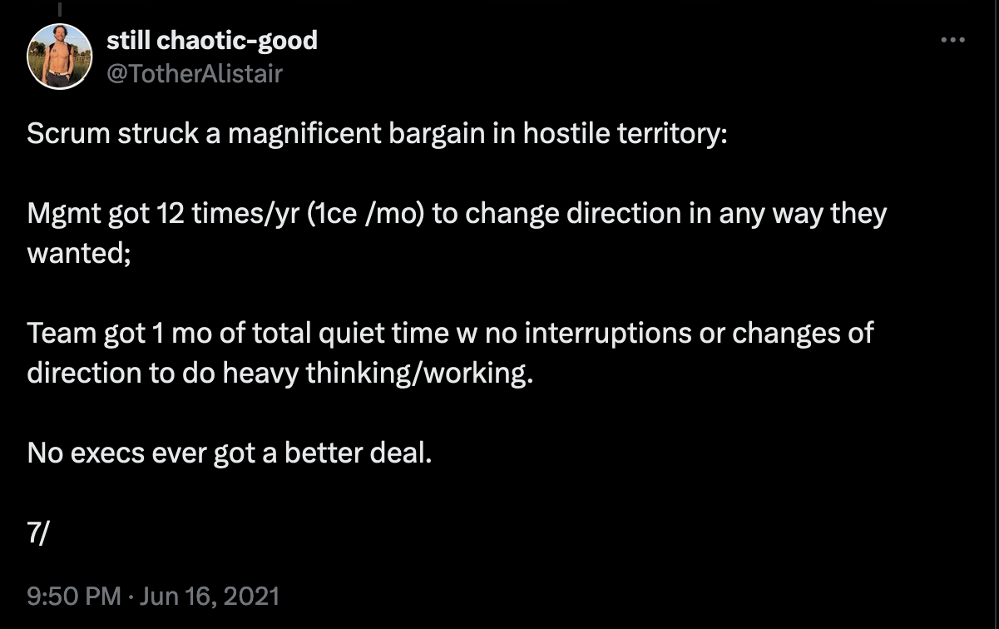 still chaotic-good
@TotherAlistair
Scrum struck a magnificent bargain in hostile territory:
Mgmt got 12 times/yr (1ce /mo) to change direction in any way they
wanted;
Team got 1 mo of total quiet time w no interruptions or changes of
direction to do heavy thinking/working.
No execs ever got a better deal.
7/
9:50 PM · Jun 16, 2021